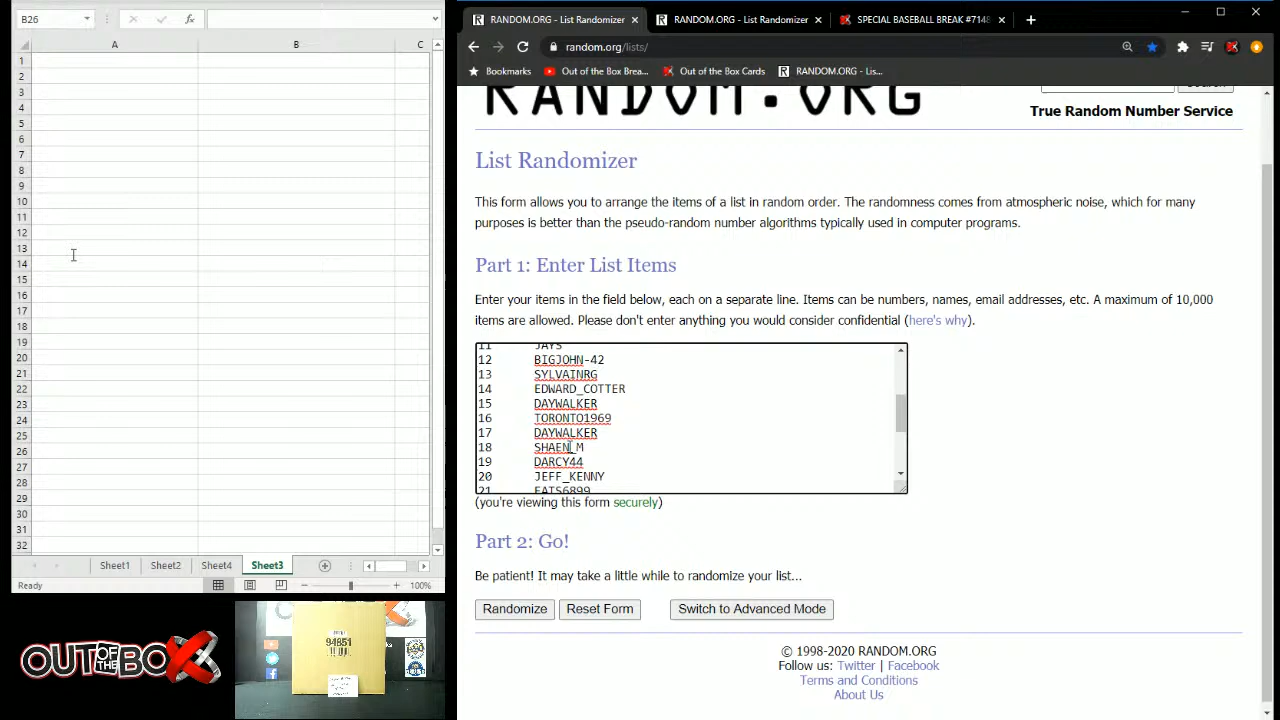 B26
fx
RANDOM.ORG - List Randomizer
RANDOM.ORG - List Randomizer
SPECIAL BASEBALL BREAK #7148
random.org/lists/
Bookmarks
Out of the Box Brea...
Out of the Box Cards
RANDOM.ORG - Lis...
A B C
1
2
3
4
5
6
7
8
9
10
11
12
13
14
15
16
17
18
19
20
21
22
23
24
25
26
27
28
29
30
31
32
Sheet1 Sheet2 Sheet4 Sheet3
Ready
100%
OUT OF THE BOX
94851
RANDOM.ORG
Search
True Random Number Service
List Randomizer
This form allows you to arrange the items of a list in random order. The randomness comes from atmospheric noise, which for many
purposes is better than the pseudo-random number algorithms typically used in computer programs.
Part 1: Enter List Items
Enter your items in the field below, each on a separate line. Items can be numbers, names, email addresses, etc. A maximum of 10,000
items are allowed. Please don't enter anything you would consider confidential (here's why).
11 JAYS
12 BIGJOHN-42
13 SYLVAINRG
14 EDWARD_COTTER
15 DAYWALKER
16 TORONTO1969
17 DAYWALKER
18 SHAEN_M
19 DARCY44
20 JEFF_KENNY
21 FATS6899
(you're viewing this form securely)
Part 2: Go!
Be patient! It may take a little while to randomize your list...
Randomize Reset Form Switch to Advanced Mode
© 1998-2020 RANDOM.ORG
Follow us: Twitter | Facebook
Terms and Conditions
About Us